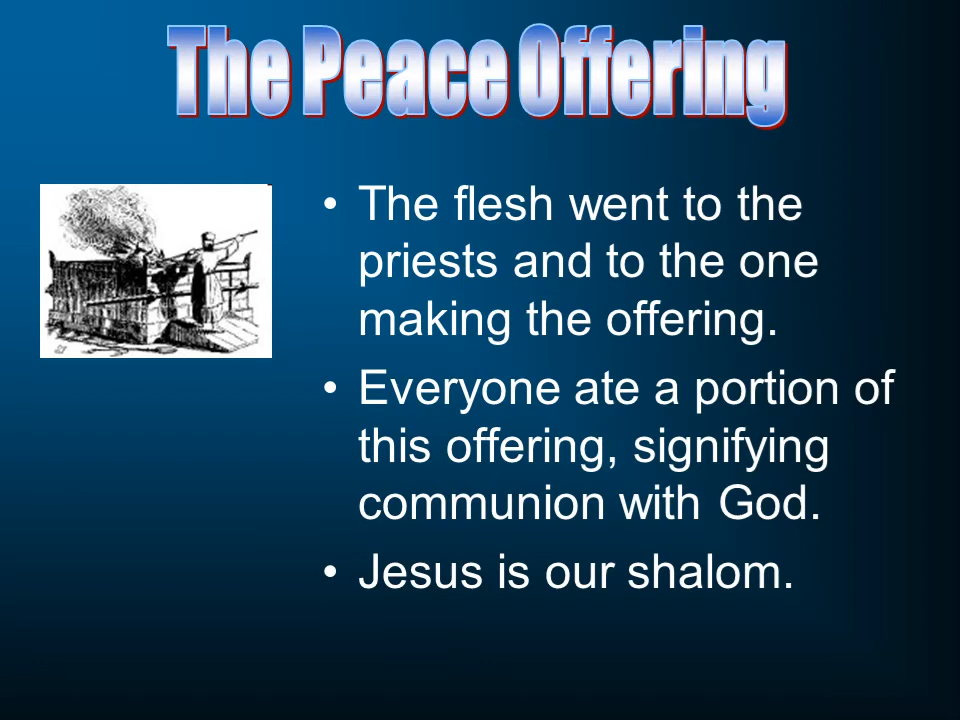 The Peace Offering
• The flesh went to the
priests and to the one
making the offering.
• Everyone ate a portion of
this offering, signifying
communion with God.
• Jesus is our shalom.